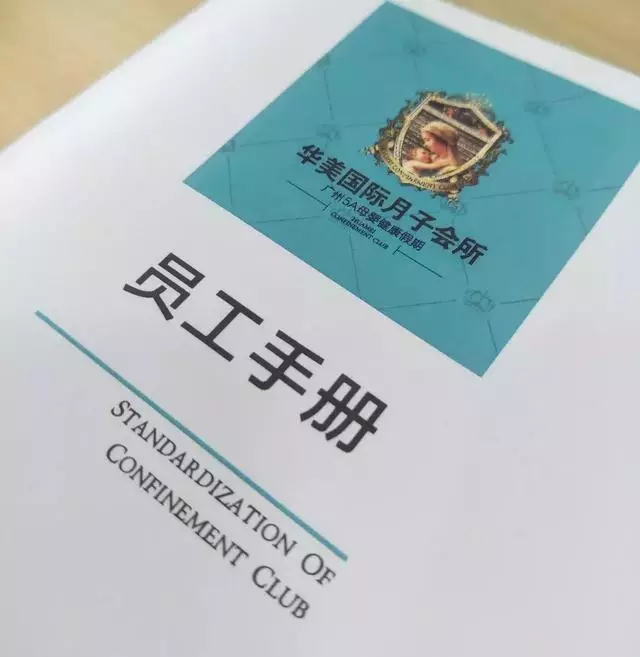 华美国际月子会所
广州5A母婴健康假期
HUAMEI
CONFINEMENT CLUB
员工手册
STANDARDIZATION OF
CONFINEMENT CLUB